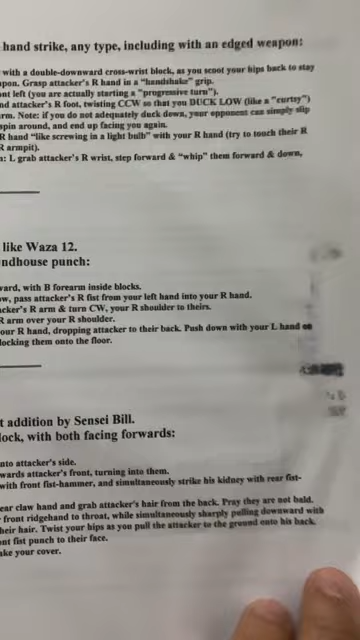 hand strike, any type, including with an edged weapon:
with a double-downward cross-wrist block, as you scoot your hips back to stay
pon. Grasp attacker's R hand in a "handshake" grip.
nt left (you are actually starting a "progressive turn").
nd attacker's R foot, twisting CCW so that you DUCK LOW (like a "curtsy")
rm. Note: if you do not adequately duck down, your opponent can simply slip
spin around, and end up facing you again.
R hand "like screwing in a light bulb" with your R hand (try to touch their R
R armpit).
: L grab attacker's R wrist, step forward & "whip" them forward & down,
like Waza 12.
ndhouse punch:
ward, with B forearm inside blocks.
w, pass attacker's R fist from your left hand into your R hand.
cker's R arm & turn CW, your R shoulder to theirs.
R arm over your R shoulder.
our R hand, dropping attacker to their back. Push down with your L hand on
locking them onto the floor.
t addition by Sensei Bill.
lock, with both facing forwards:
nto attacker's side.
wards attacker's front, turning into them.
with front fist-hammer, and simultaneously strike his kidney with rear fist-
ear claw hand and grab attacker's hair from the back. Pray they are not bald.
front ridgehand to throat, while simultaneously sharply pulling downward with
heir hair. Twist your hips as you pull the attacker to the ground onto his back.
nt fist punch to their face.
ake your cover.